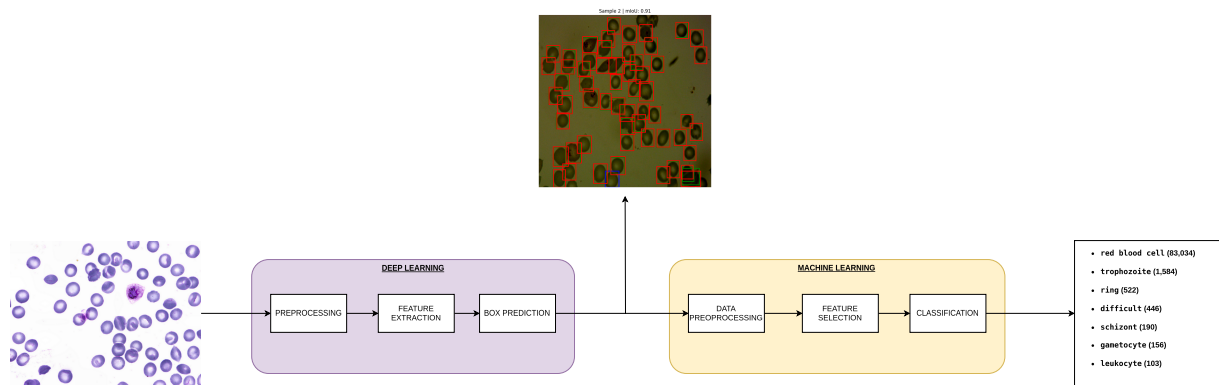 Sample 2 | mIoU: 0.91
DEEP LEARNING
PREPROCESSING
FEATURE
EXTRACTION
BOX PREDICTION
MACHINE LEARNING
DATA
PREOPROCESSING
FEATURE
SELECTION
CLASSIFICATION
• red blood cell (83,034)
• trophozoite (1,584)
• ring (522)
• difficult (446)
• schizont (190)
• gametocyte (156)
• leukocyte (103)